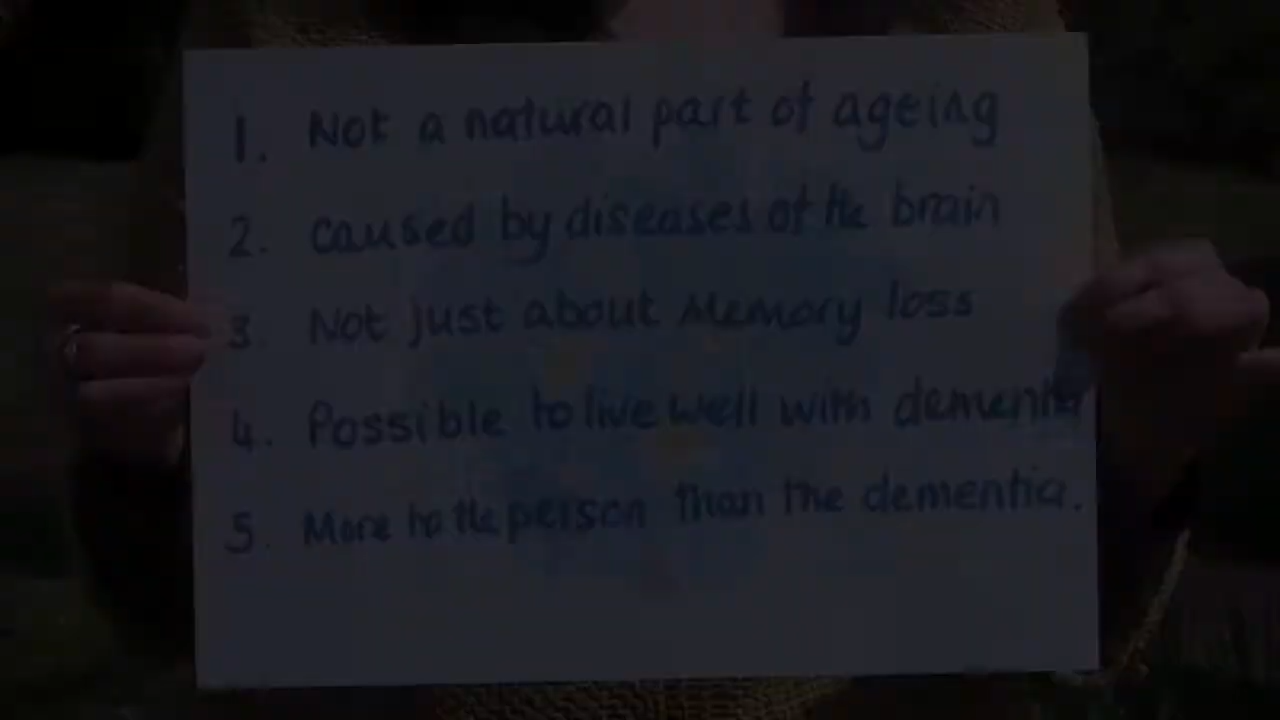 1. Not a natural part of ageing
2. caused by diseases of the brain
3. Not just about Memory loss
4. Possible to live well with dementia
5. More to the person than the dementia.